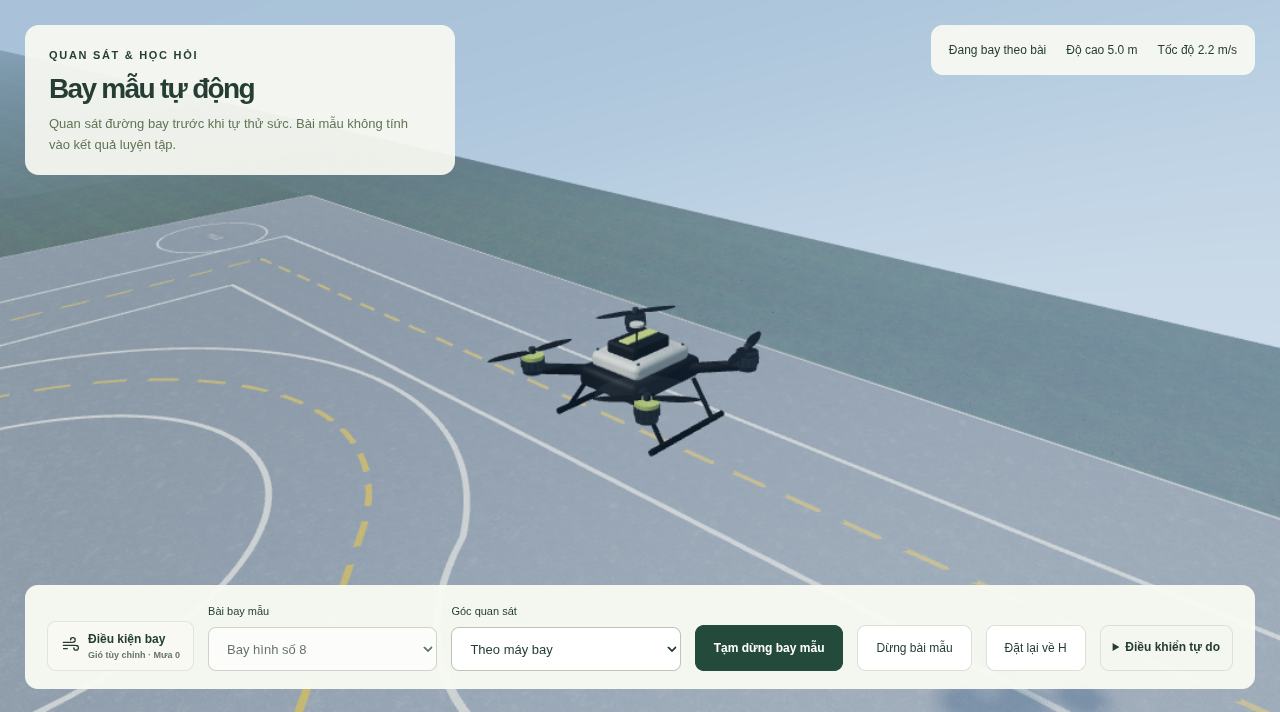 QUAN SÁT & HỌC HỎI
Bay mẫu tự động
Quan sát đường bay trước khi tự thử sức. Bài mẫu không tính
vào kết quả luyện tập.
Đang bay theo bài Độ cao 5.0 m Tốc độ 2.2 m/s
Điều kiện bay
Gió tùy chỉnh · Mưa 0
Bài bay mẫu
Bay hình số 8
Góc quan sát
Theo máy bay
Tạm dừng bay mẫu
Dừng bài mẫu
Đặt lại về H
Điều khiển tự do